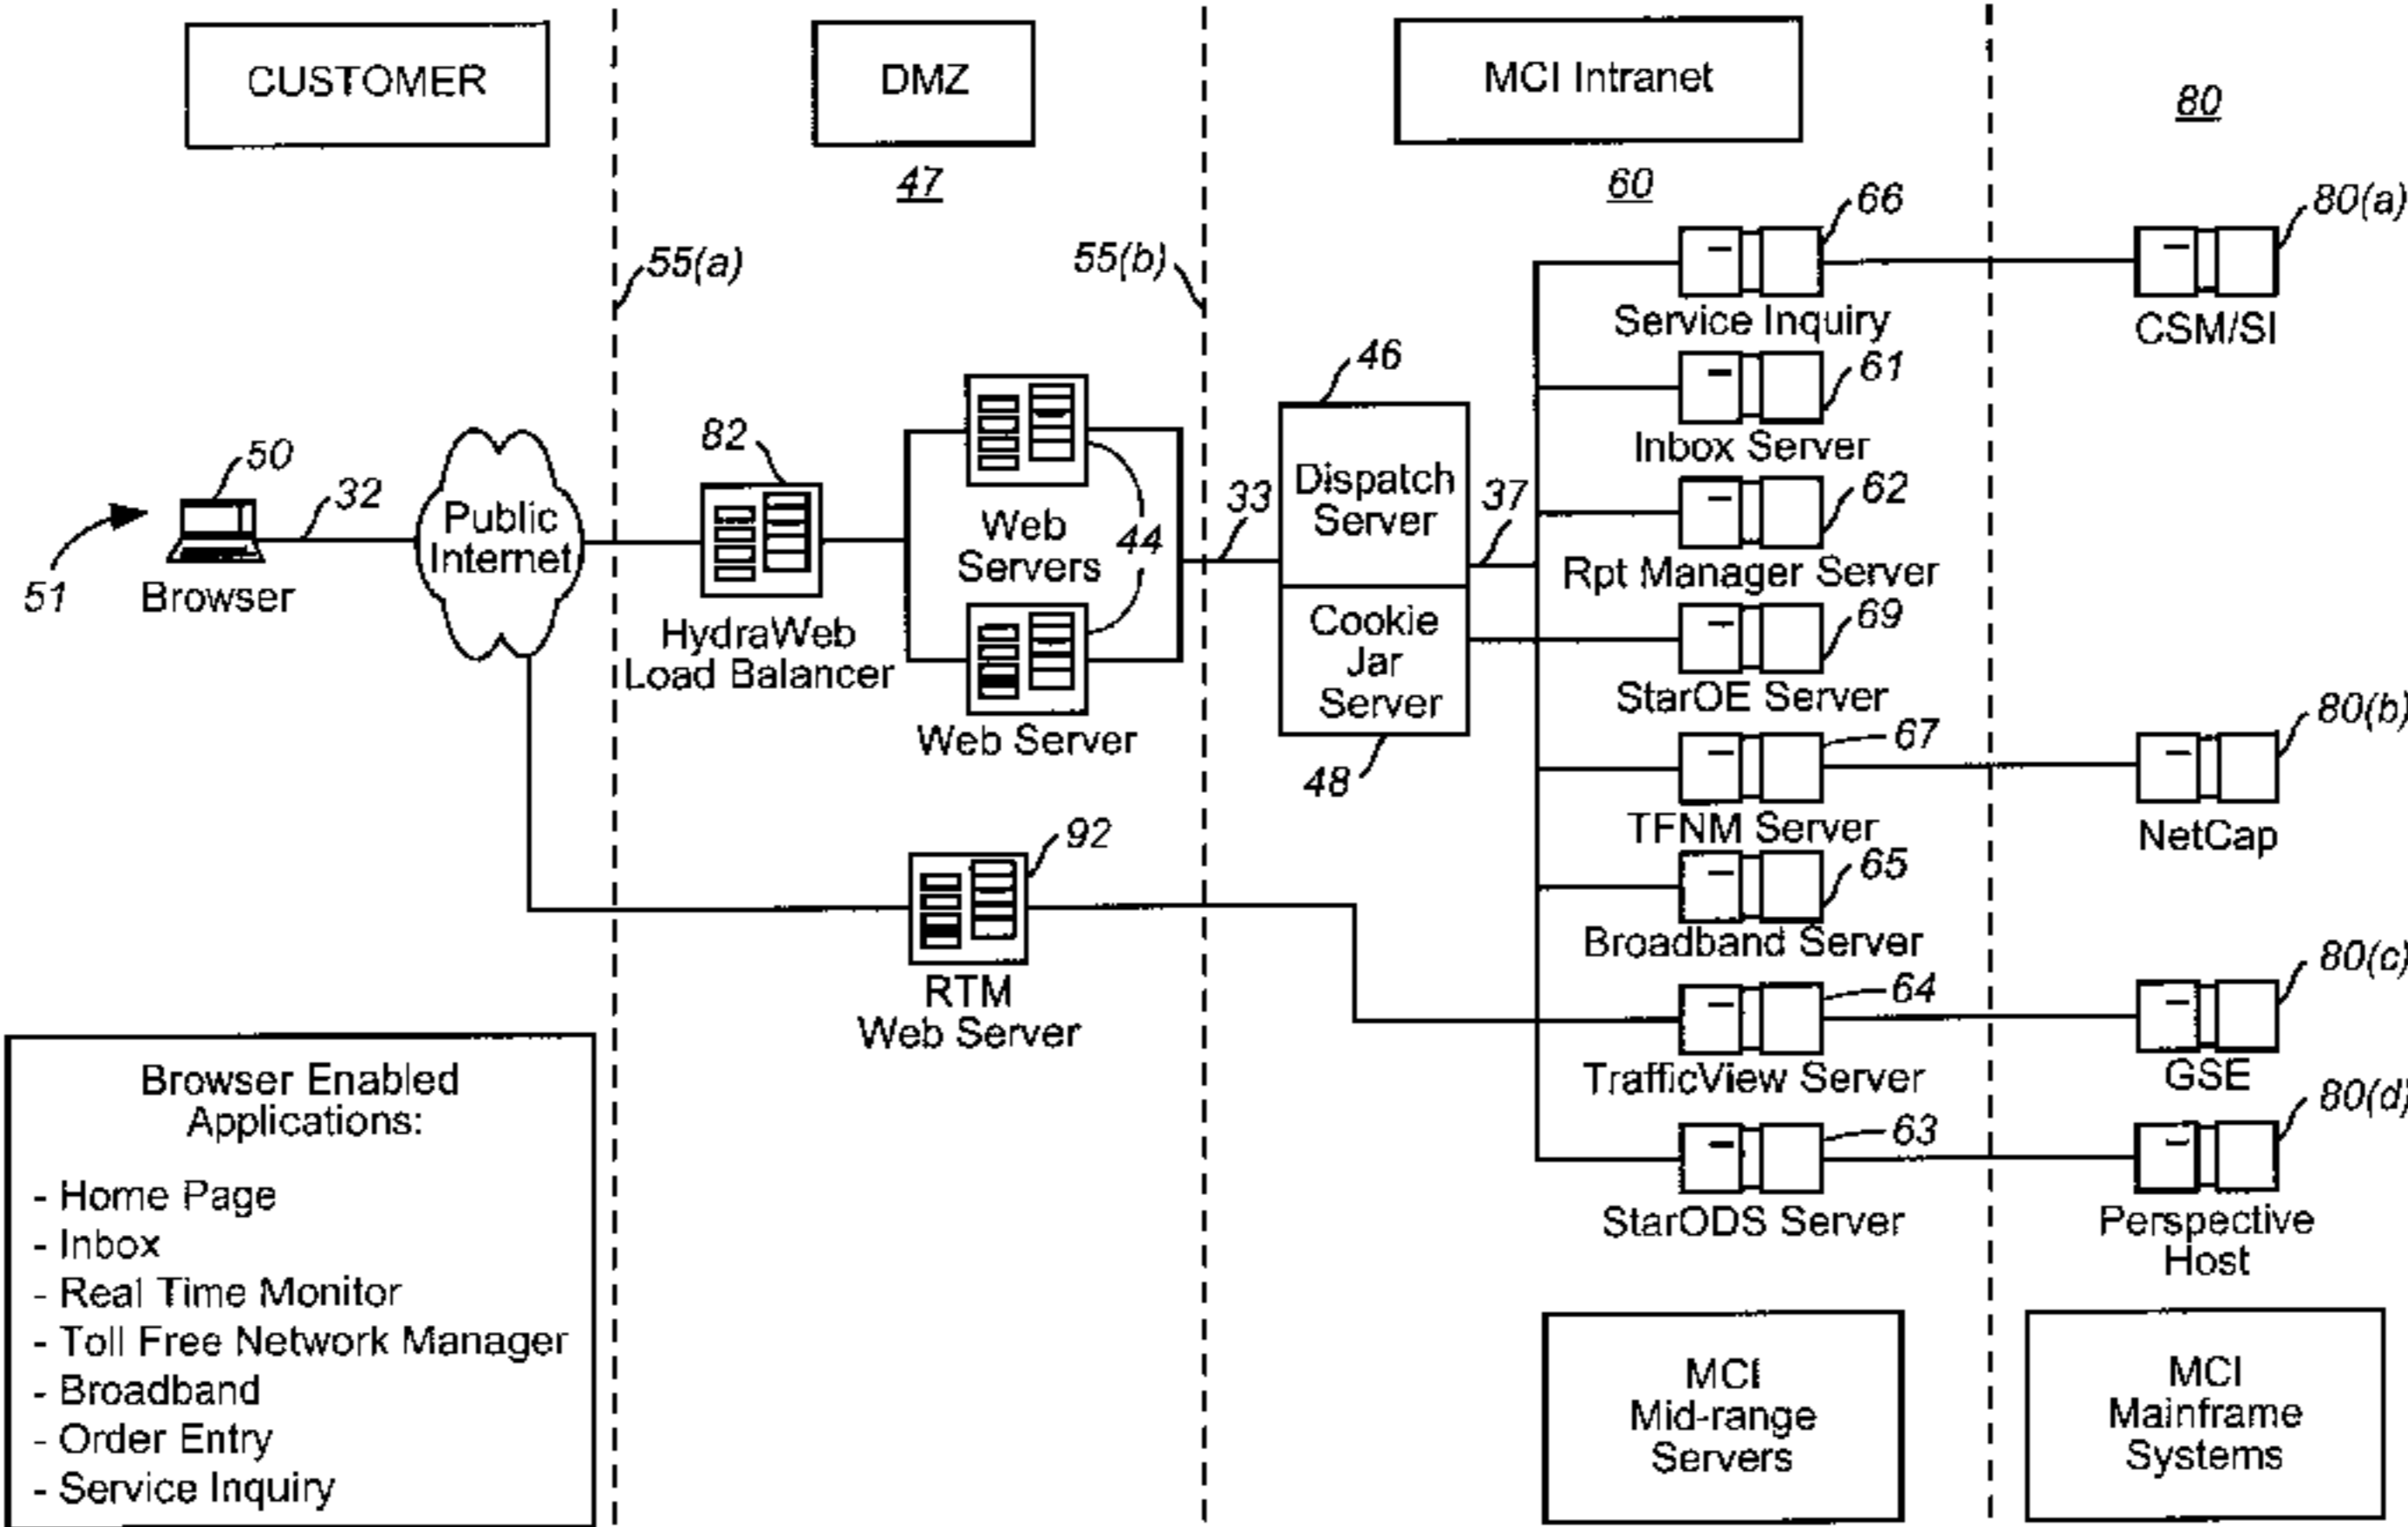 CUSTOMER
DMZ
47
MCI Intranet
60
80
55(a)
55(b)
66
Service Inquiry
80(a)
CSM/SI
61
Inbox Server
62
Rpt Manager Server
69
StarOE Server
67
TFNM Server
80(b)
NetCap
65
Broadband Server
64
TrafficView Server
80(c)
GSE
63
StarODS Server
80(d)
Perspective
Host
50
32
51
Browser
Public
Internet
82
HydraWeb
Load Balancer
Web
Servers
44
Web Server
33
46
Dispatch
Server
37
Cookie
Jar
Server
48
92
RTM
Web Server
Browser Enabled
Applications:
- Home Page
- Inbox
- Real Time Monitor
- Toll Free Network Manager
- Broadband
- Order Entry
- Service Inquiry
MCI
Mid-range
Servers
MCI
Mainframe
Systems